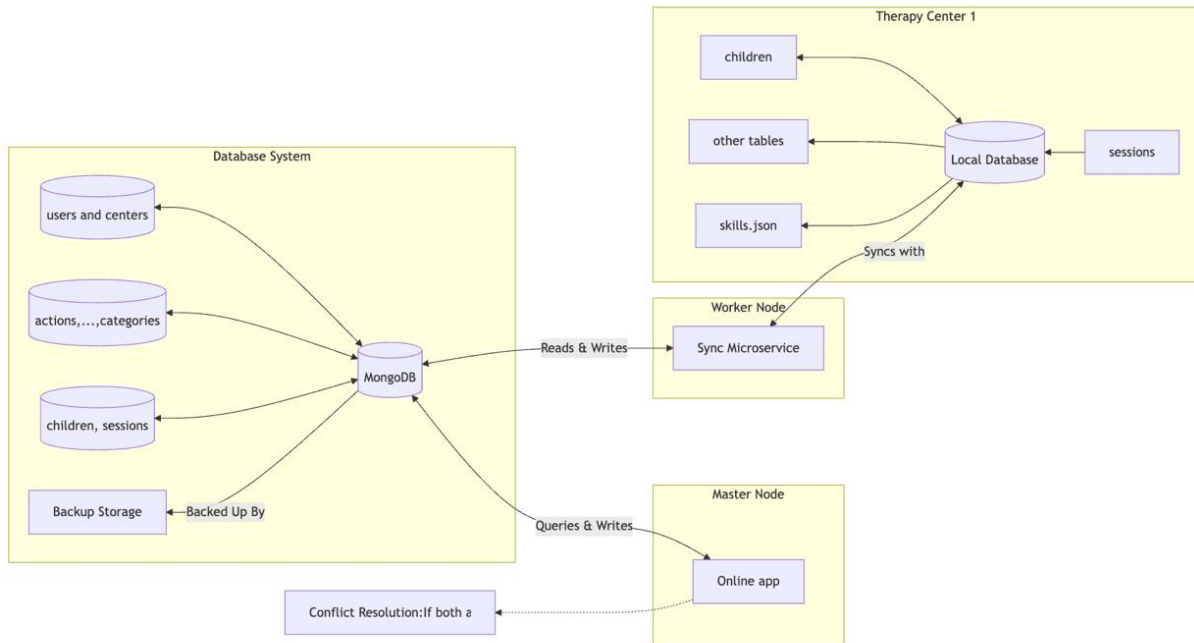 Therapy Center 1
children
other tables
Local Database
sessions
skills.json
Syncs with
Database System
users and centers
actions,...,categories
MongoDB
children, sessions
Backup Storage
Backed Up By
Reads & Writes
Worker Node
Sync Microservice
Queries & Writes
Master Node
Online app
Conflict Resolution:If both a